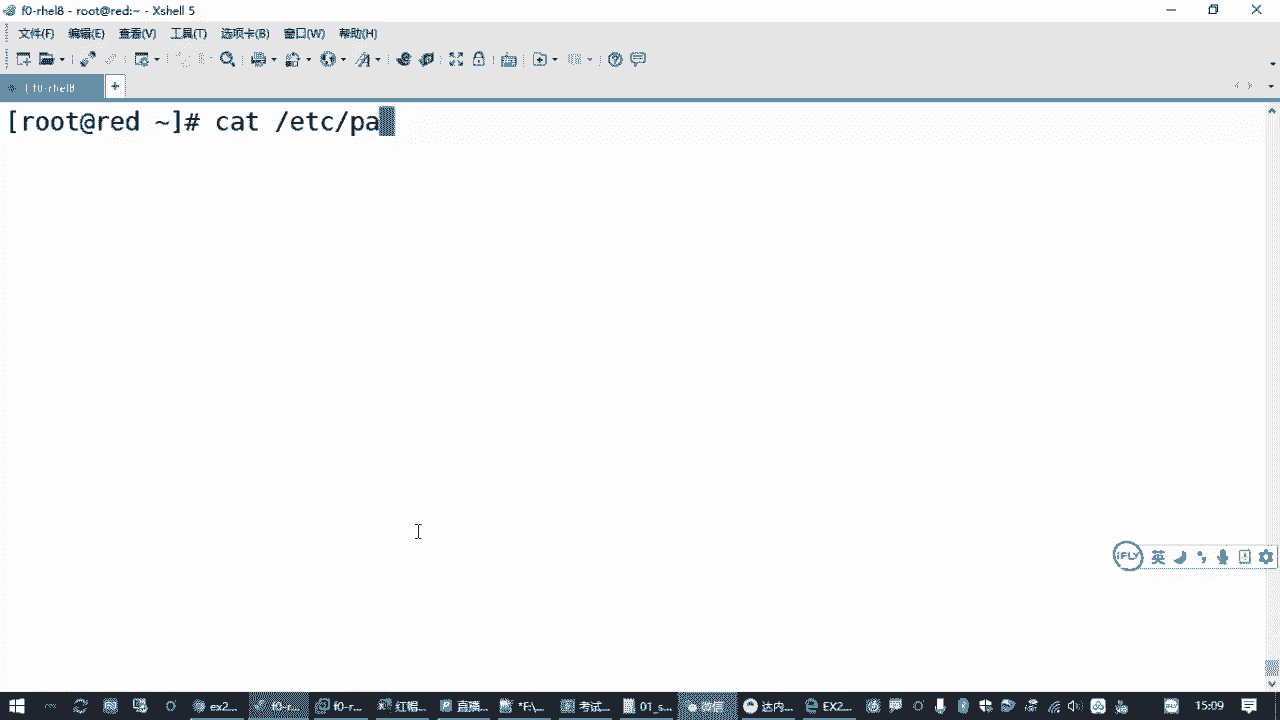 f0-rhel8 - root@red:~ - Xshell 5
文件(F) 编辑(E) 查看(V) 工具(T) 选项卡(B) 窗口(W) 帮助(H)
1 f0-rhel8 +
[root@red ~]# cat /etc/pa
iFLY 英
ex2... f0-r... f0-r... 红帽... 直播... *F:\... 考试... 01_s... 微信 达内... EX2... 15:09